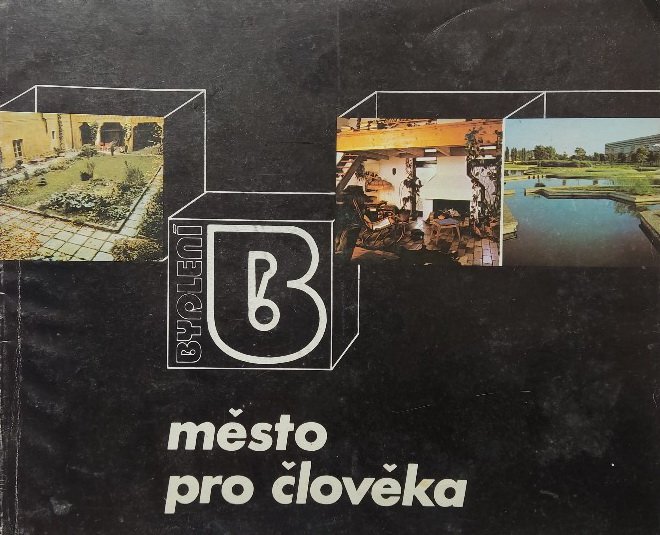 BYDLENÍ
B
město
pro člověka